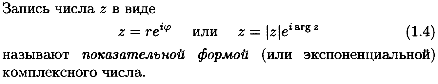 Запись числа z в виде
z = re^{iφ} или z = |z|e^{i arg z} (1.4)
называют показательной формой (или экспоненциальной)
комплексного числа.